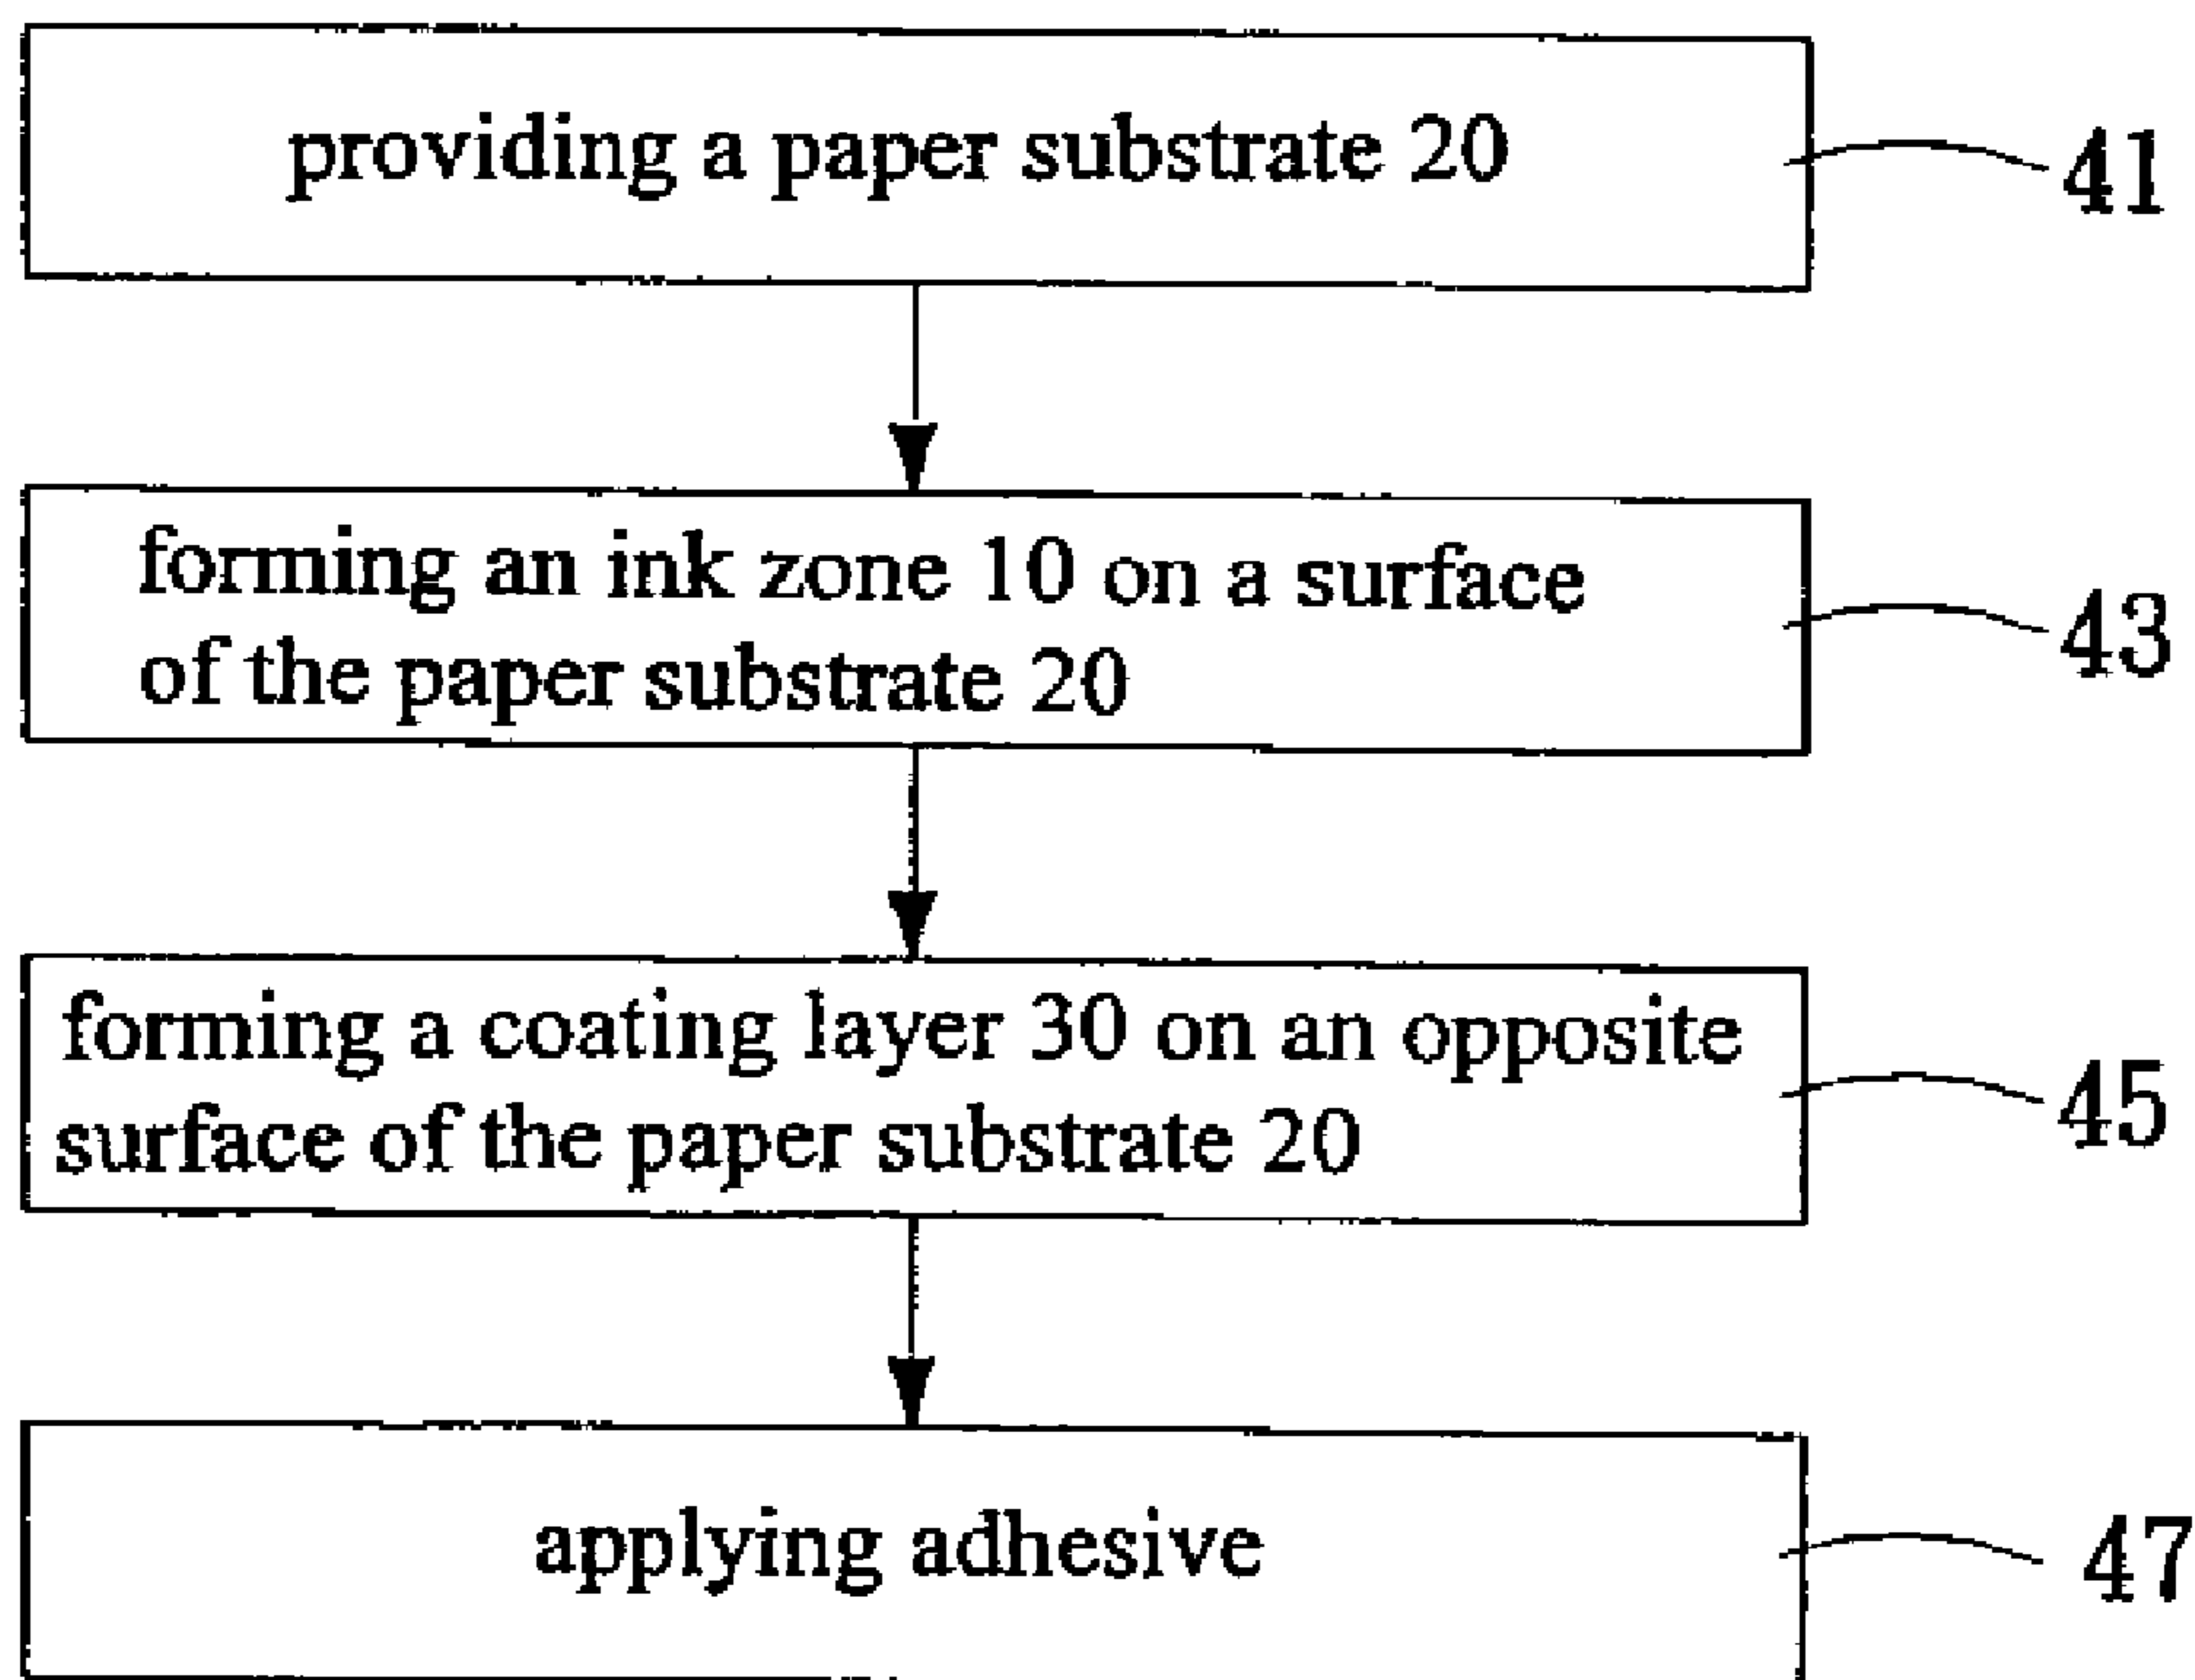 providing a paper substrate 20
41
forming an ink zone 10 on a surface
of the paper substrate 20
43
forming a coating layer 30 on an opposite
surface of the paper substrate 20
45
applying adhesive
47